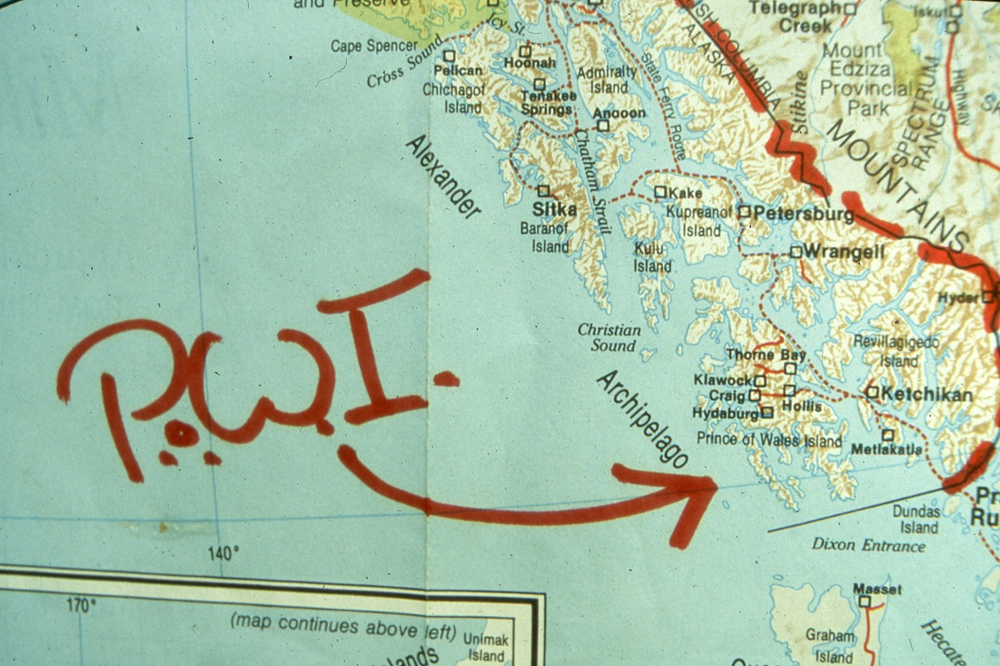 and Preserve
Icy St.
Cape Spencer
Cross Sound
Pelican
Hoonah
Chichagof
Island
Tenakee
Springs
Admiralty
Island
Angoon
State Ferry Route
ALASKA
Telegraph
Creek
Iskut
Mount
Edziza
Provincial
Park
Stikine
SPECTRUM
RANGE
Highway
MOUNTAINS
Alexander
Chatham Strait
Sitka
Baranof
Island
Kake
Kupreanof
Island
Petersburg
Kuiu
Island
Wrangell
Hyder
Christian
Sound
P.W.I.
Archipelago
Thorne Bay
Klawock
Craig
Hollis
Hydaburg
Prince of Wales Island
Revillagigedo
Island
Ketchikan
Metlakatla
Dundas
Island
Dixon Entrance
140°
170°
(map continues above left)
Unimak
Island
Masset
Graham
Island
Hecate